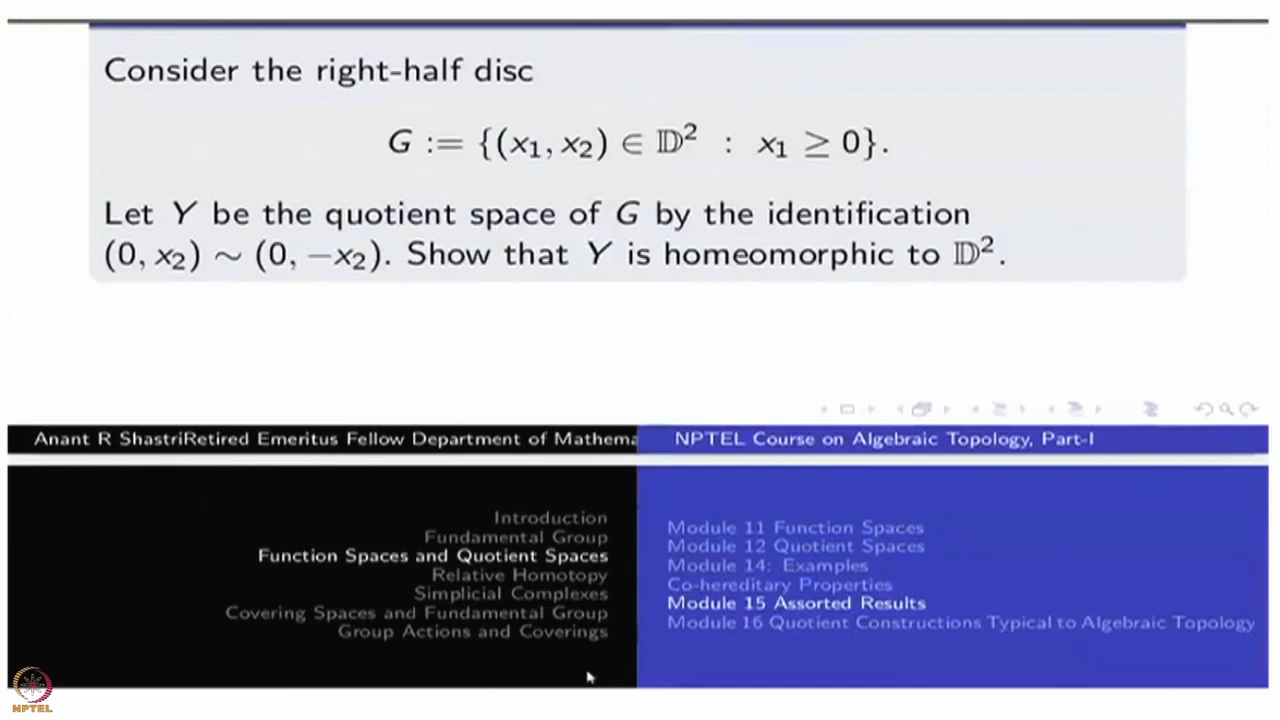 Consider the right-half disc
G := {(x₁, x₂) ∈ 𝔻² : x₁ ≥ 0}.
Let Y be the quotient space of G by the identification
(0, x₂) ∼ (0, −x₂). Show that Y is homeomorphic to 𝔻².
Anant R ShastriRetired Emeritus Fellow Department of Mathema
NPTEL Course on Algebraic Topology, Part-I
Introduction
Fundamental Group
Function Spaces and Quotient Spaces
Relative Homotopy
Simplicial Complexes
Covering Spaces and Fundamental Group
Group Actions and Coverings
Module 11 Function Spaces
Module 12 Quotient Spaces
Module 14: Examples
Co-hereditary Properties
Module 15 Assorted Results
Module 16 Quotient Constructions Typical to Algebraic Topology
NPTEL